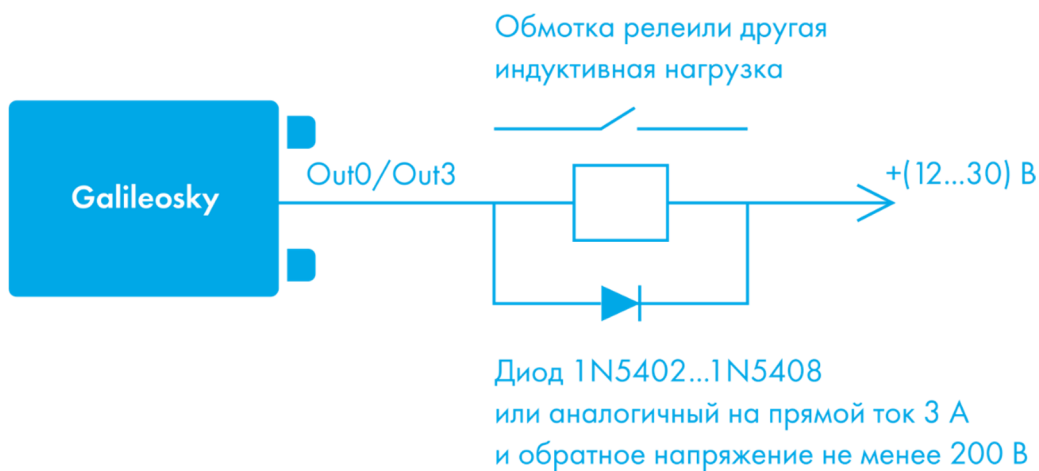 Обмотка релеили другая
индуктивная нагрузка
Galileosky
Out0/Out3
+(12...30) В
Диод 1N5402...1N5408
или аналогичный на прямой ток 3 А
и обратное напряжение не менее 200 В